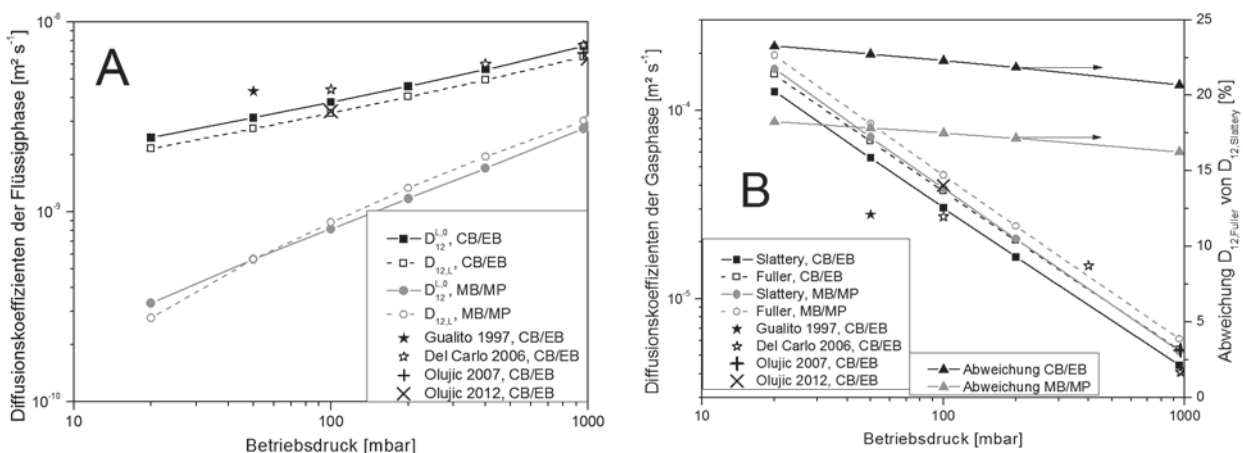 A
Diffusionskoeffizienten der Flüssigphase [m² s⁻¹]
10⁻⁸
10⁻⁹
10⁻¹⁰
10
100
1000
Betriebsdruck [mbar]
D₁₂^L,0, CB/EB
D₁₂,L, CB/EB
D₁₂^L,0, MB/MP
D₁₂,L, MB/MP
Gualito 1997, CB/EB
Del Carlo 2006, CB/EB
Olujic 2007, CB/EB
Olujic 2012, CB/EB
B
Diffusionskoeffizienten der Gasphase [m² s⁻¹]
10⁻⁴
10⁻⁵
10
100
1000
Betriebsdruck [mbar]
Slattery, CB/EB
Fuller, CB/EB
Slattery, MB/MP
Fuller, MB/MP
Gualito 1997, CB/EB
Del Carlo 2006, CB/EB
Olujic 2007, CB/EB
Olujic 2012, CB/EB
Abweichung CB/EB
Abweichung MB/MP
25
20
15
10
5
0
Abweichung D₁₂,Fuller von D₁₂,Slattery [%]